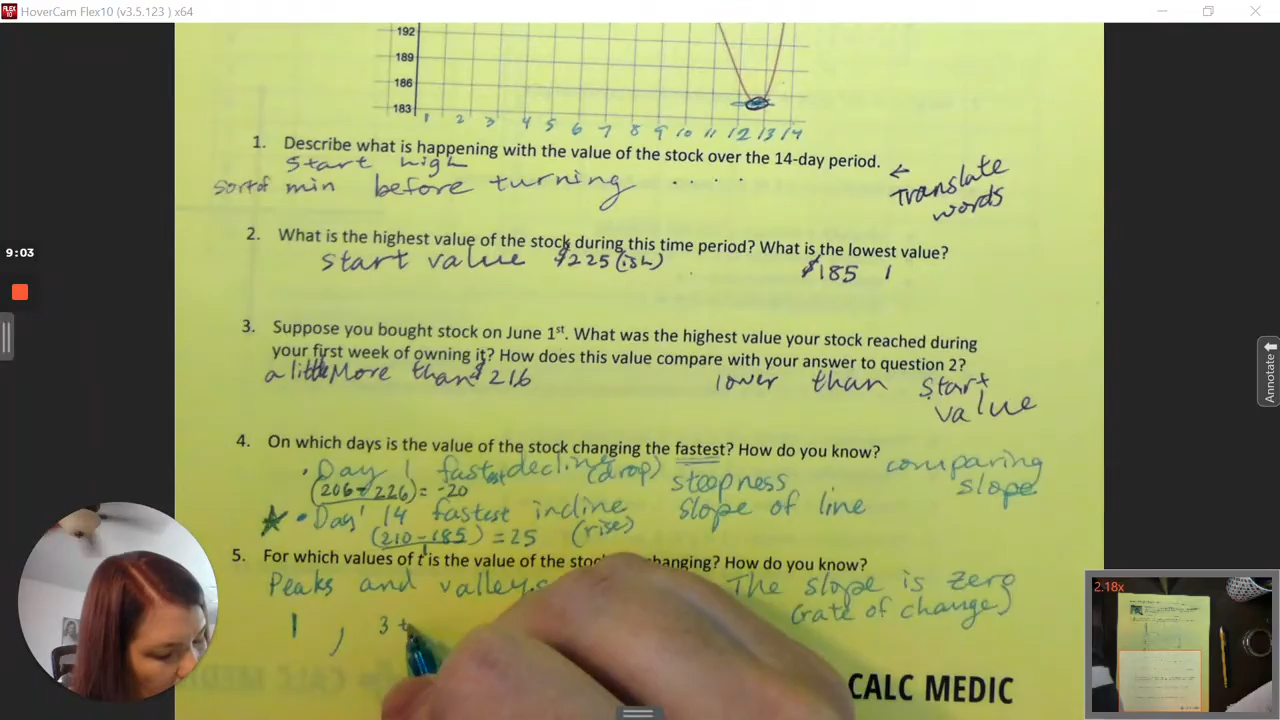 HoverCam Flex10 (v3.5.123 ) x64
192
189
186
183
1 2 3 4 5 6 7 8 9 10 11 12 13 14
1. Describe what is happening with the value of the stock over the 14-day period.
start high
sort of min before turning .....
← Translate
words
2. What is the highest value of the stock during this time period? What is the lowest value?
start value $225 (ish) $185
3. Suppose you bought stock on June 1st. What was the highest value your stock reached during
your first week of owning it? How does this value compare with your answer to question 2?
a little More than $216 lower than start
value
4. On which days is the value of the stock changing the fastest? How do you know?
• Day 1 fastest decline (drop) steepness comparing
slope
(206-226) = -20
★ • Day 14 fastest incline (rise) slope of line
(210-185) = 25
5. For which values of t is the value of the hanging? How do you know?
Peaks and valley The slope is zero
(rate of change)
1 , 3
CALC MEDIC
9:03
Annotate
2.18x